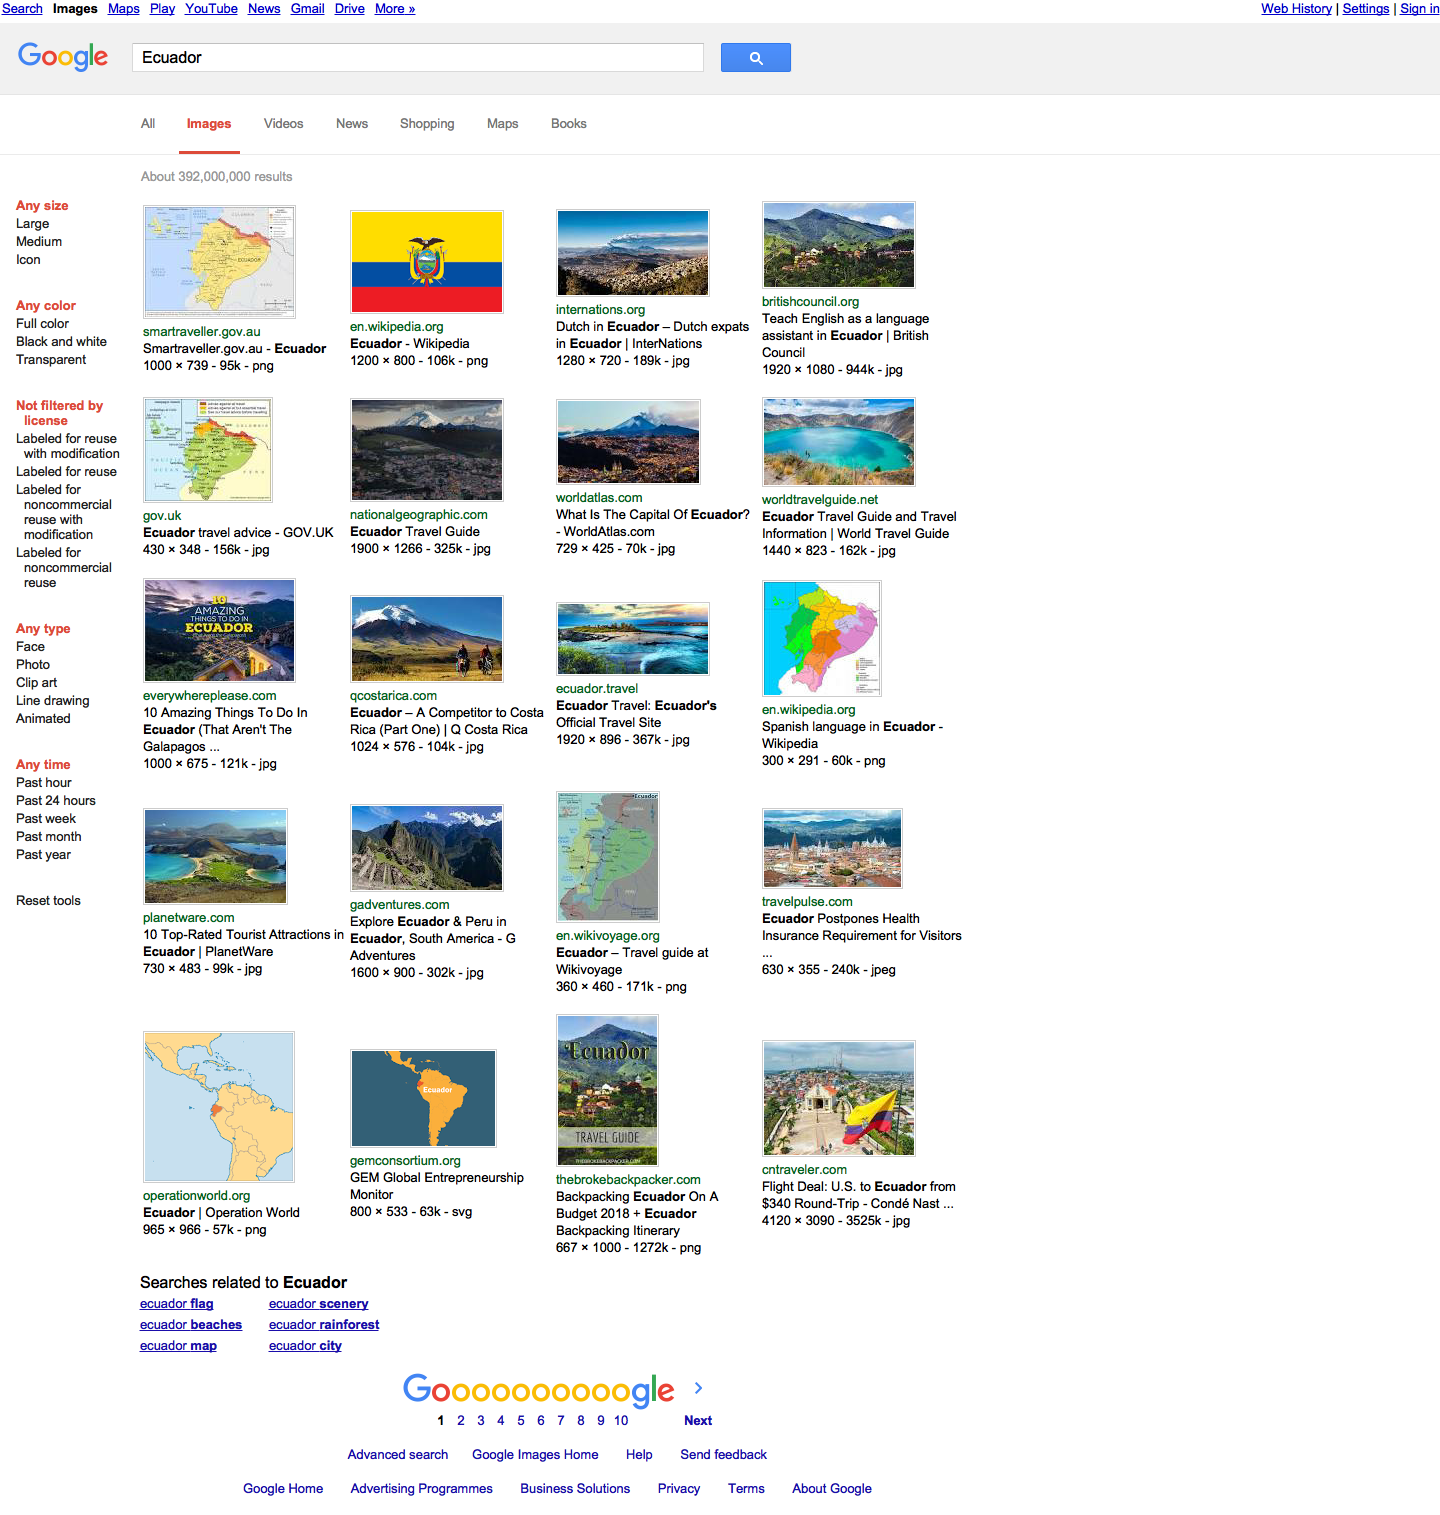 Search Images Maps Play YouTube News Gmail Drive More » Web History | Settings | Sign in
Google Ecuador
All Images Videos News Shopping Maps Books
About 392,000,000 results
Any size
Large
Medium
Icon
Any color
Full color
Black and white
Transparent
Not filtered by
license
Labeled for reuse
with modification
Labeled for reuse
Labeled for
noncommercial
reuse with
modification
Labeled for
noncommercial
reuse
Any type
Face
Photo
Clip art
Line drawing
Animated
Any time
Past hour
Past 24 hours
Past week
Past month
Past year
Reset tools
COLOMBIA
ECUADOR
PERU
smartraveller.gov.au
Smartraveller.gov.au - Ecuador
1000 × 739 - 95k - png
en.wikipedia.org
Ecuador - Wikipedia
1200 × 800 - 106k - png
internations.org
Dutch in Ecuador – Dutch expats
in Ecuador | InterNations
1280 × 720 - 189k - jpg
britishcouncil.org
Teach English as a language
assistant in Ecuador | British
Council
1920 × 1080 - 944k - jpg
COLOMBIA
PACIFIC
OCEAN
PERU
gov.uk
Ecuador travel advice - GOV.UK
430 × 348 - 156k - jpg
nationalgeographic.com
Ecuador Travel Guide
1900 × 1266 - 325k - jpg
worldatlas.com
What Is The Capital Of Ecuador?
- WorldAtlas.com
729 × 425 - 70k - jpg
worldtravelguide.net
Ecuador Travel Guide and Travel
Information | World Travel Guide
1440 × 823 - 162k - jpg
10
AMAZING
THINGS TO DO IN
ECUADOR
everywhereplease.com
10 Amazing Things To Do In
Ecuador (That Aren't The
Galapagos ...
1000 × 675 - 121k - jpg
qcostarica.com
Ecuador – A Competitor to Costa
Rica (Part One) | Q Costa Rica
1024 × 576 - 104k - jpg
ecuador.travel
Ecuador Travel: Ecuador's
Official Travel Site
1920 × 896 - 367k - jpg
en.wikipedia.org
Spanish language in Ecuador -
Wikipedia
300 × 291 - 60k - png
planetware.com
10 Top-Rated Tourist Attractions in
Ecuador | PlanetWare
730 × 483 - 99k - jpg
gadventures.com
Explore Ecuador & Peru in
Ecuador, South America - G
Adventures
1600 × 900 - 302k - jpg
Ecuador
en.wikivoyage.org
Ecuador – Travel guide at
Wikivoyage
360 × 460 - 171k - png
travelpulse.com
Ecuador Postpones Health
Insurance Requirement for Visitors
...
630 × 355 - 240k - jpeg
operationworld.org
Ecuador | Operation World
965 × 966 - 57k - png
Ecuador
gemconsortium.org
GEM Global Entrepreneurship
Monitor
800 × 533 - 63k - svg
Ecuador
TRAVEL GUIDE
THEBROKEBACKPACKER.COM
thebrokebackpacker.com
Backpacking Ecuador On A
Budget 2018 + Ecuador
Backpacking Itinerary
667 × 1000 - 1272k - png
cntraveler.com
Flight Deal: U.S. to Ecuador from
$340 Round-Trip - Condé Nast ...
4120 × 3090 - 3525k - jpg
Searches related to Ecuador
ecuador flag ecuador scenery
ecuador beaches ecuador rainforest
ecuador map ecuador city
Goooooooooogle >
1 2 3 4 5 6 7 8 9 10 Next
Advanced search Google Images Home Help Send feedback
Google Home Advertising Programmes Business Solutions Privacy Terms About Google